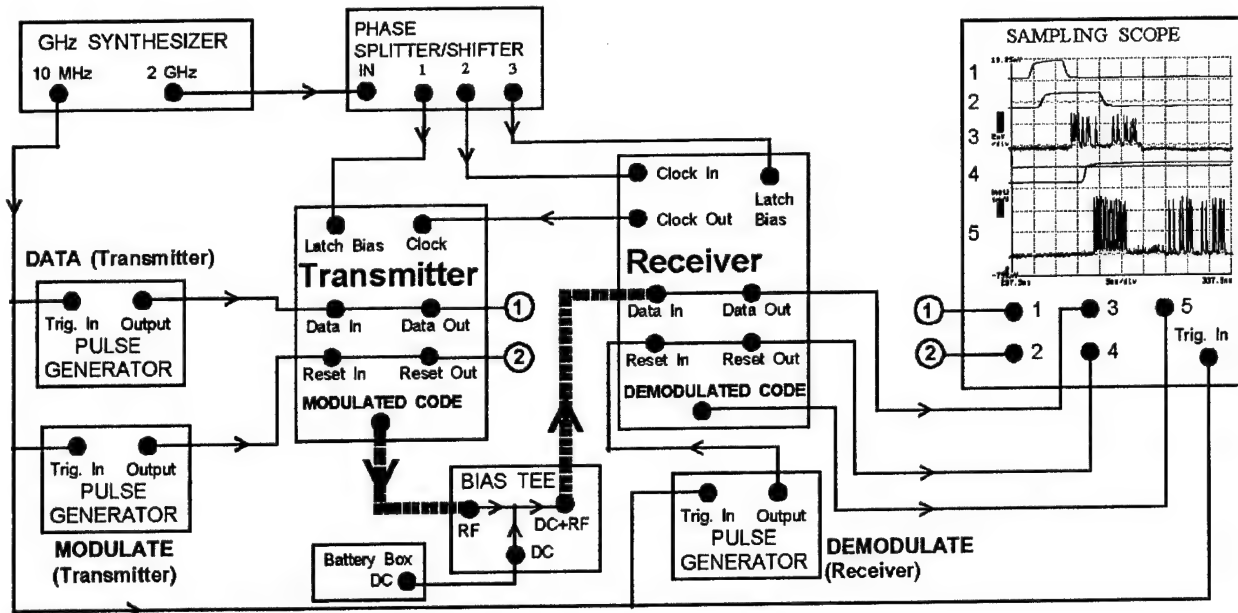 GHz SYNTHESIZER
10 MHz 2 GHz
PHASE
SPLITTER/SHIFTER
IN 1 2 3
SAMPLING SCOPE
1
2
3
4
5
Clock In
Latch
Bias
Clock Out
Latch Bias Clock
Transmitter
Receiver
DATA (Transmitter)
Trig. In Output
PULSE
GENERATOR
Data In Data Out
1
Reset In Reset Out
2
MODULATED CODE
Data In Data Out
Reset In Reset Out
DEMODULATED CODE
1 1 3 5
Trig. In
2 2 4
Trig. In Output
PULSE
GENERATOR
MODULATE
(Transmitter)
BIAS TEE
RF DC+RF
DC
Battery Box
DC
Trig. In Output
PULSE
GENERATOR
DEMODULATE
(Receiver)